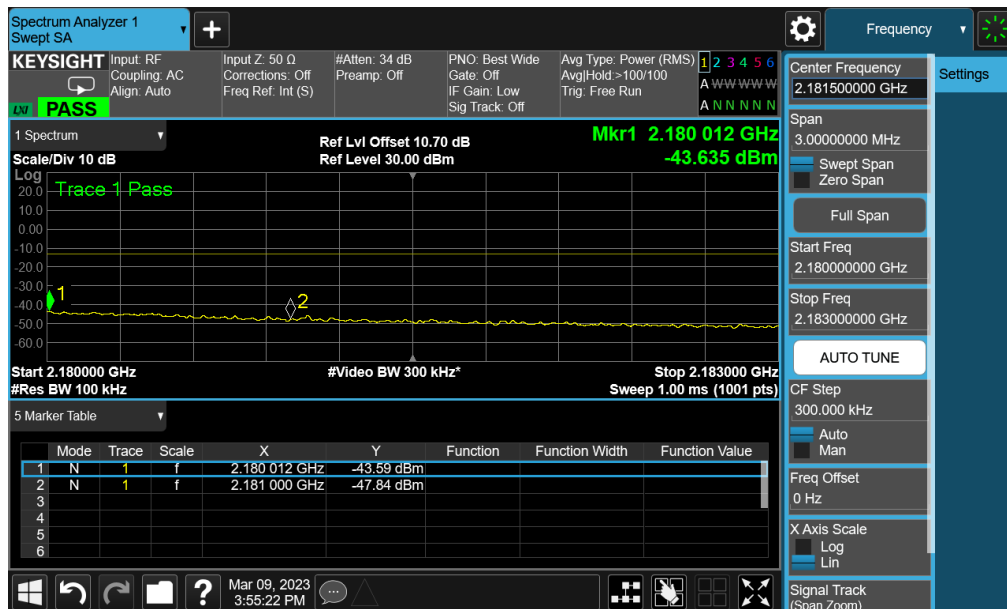 Spectrum Analyzer 1
Swept SA
+
Frequency
KEYSIGHT
LXI PASS
Input: RF
Coupling: AC
Align: Auto
Input Z: 50 Ω
Corrections: Off
Freq Ref: Int (S)
#Atten: 34 dB
Preamp: Off
PNO: Best Wide
Gate: Off
IF Gain: Low
Sig Track: Off
Avg Type: Power (RMS)
Avg|Hold:>100/100
Trig: Free Run
1 2 3 4 5 6
A W W W W W
A N N N N N
1 Spectrum
Scale/Div 10 dB
Ref Lvl Offset 10.70 dB
Ref Level 30.00 dBm
Mkr1 2.180 012 GHz
-43.635 dBm
Log
Trace 1 Pass
20.0
10.0
0.00
-10.0
-20.0
-30.0
-40.0
-50.0
-60.0
1
2
Start 2.180000 GHz
#Video BW 300 kHz*
Stop 2.183000 GHz
#Res BW 100 kHz
Sweep 1.00 ms (1001 pts)
5 Marker Table
Mode Trace Scale X Y Function Function Width Function Value
1 N 1 f 2.180 012 GHz -43.59 dBm
2 N 1 f 2.181 000 GHz -47.84 dBm
3
4
5
6
?
Mar 09, 2023
3:55:22 PM
Center Frequency
2.181500000 GHz
Settings
Span
3.00000000 MHz
Swept Span
Zero Span
Full Span
Start Freq
2.180000000 GHz
Stop Freq
2.183000000 GHz
AUTO TUNE
CF Step
300.000 kHz
Auto
Man
Freq Offset
0 Hz
X Axis Scale
Log
Lin
Signal Track
(Span Zoom)